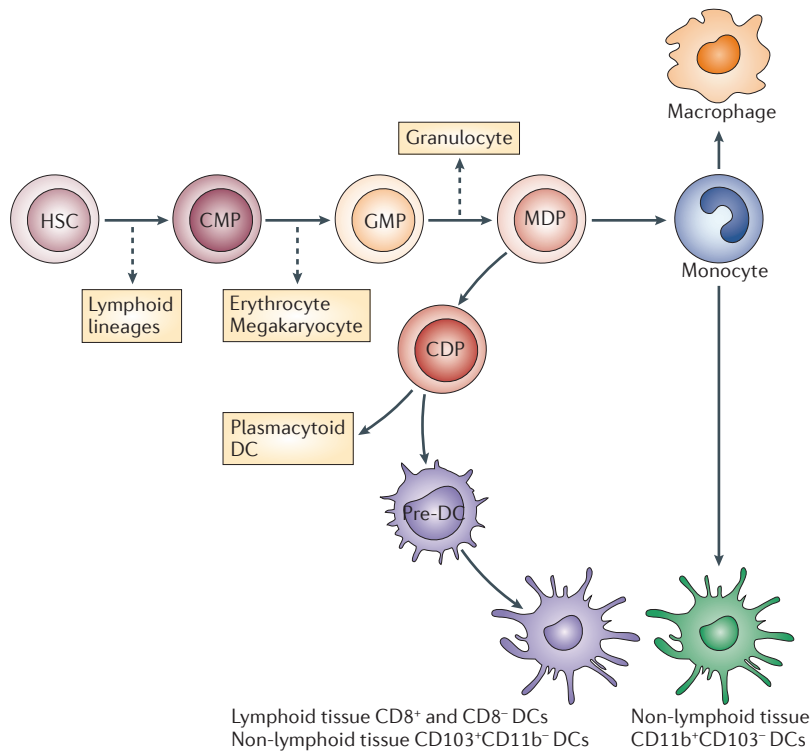 Macrophage
Granulocyte
HSC
CMP
GMP
MDP
Monocyte
Lymphoid
lineages
Erythrocyte
Megakaryocyte
CDP
Plasmacytoid
DC
Pre-DC
Lymphoid tissue CD8⁺ and CD8⁻ DCs
Non-lymphoid tissue CD103⁺CD11b⁻ DCs
Non-lymphoid tissue
CD11b⁺CD103⁻ DCs